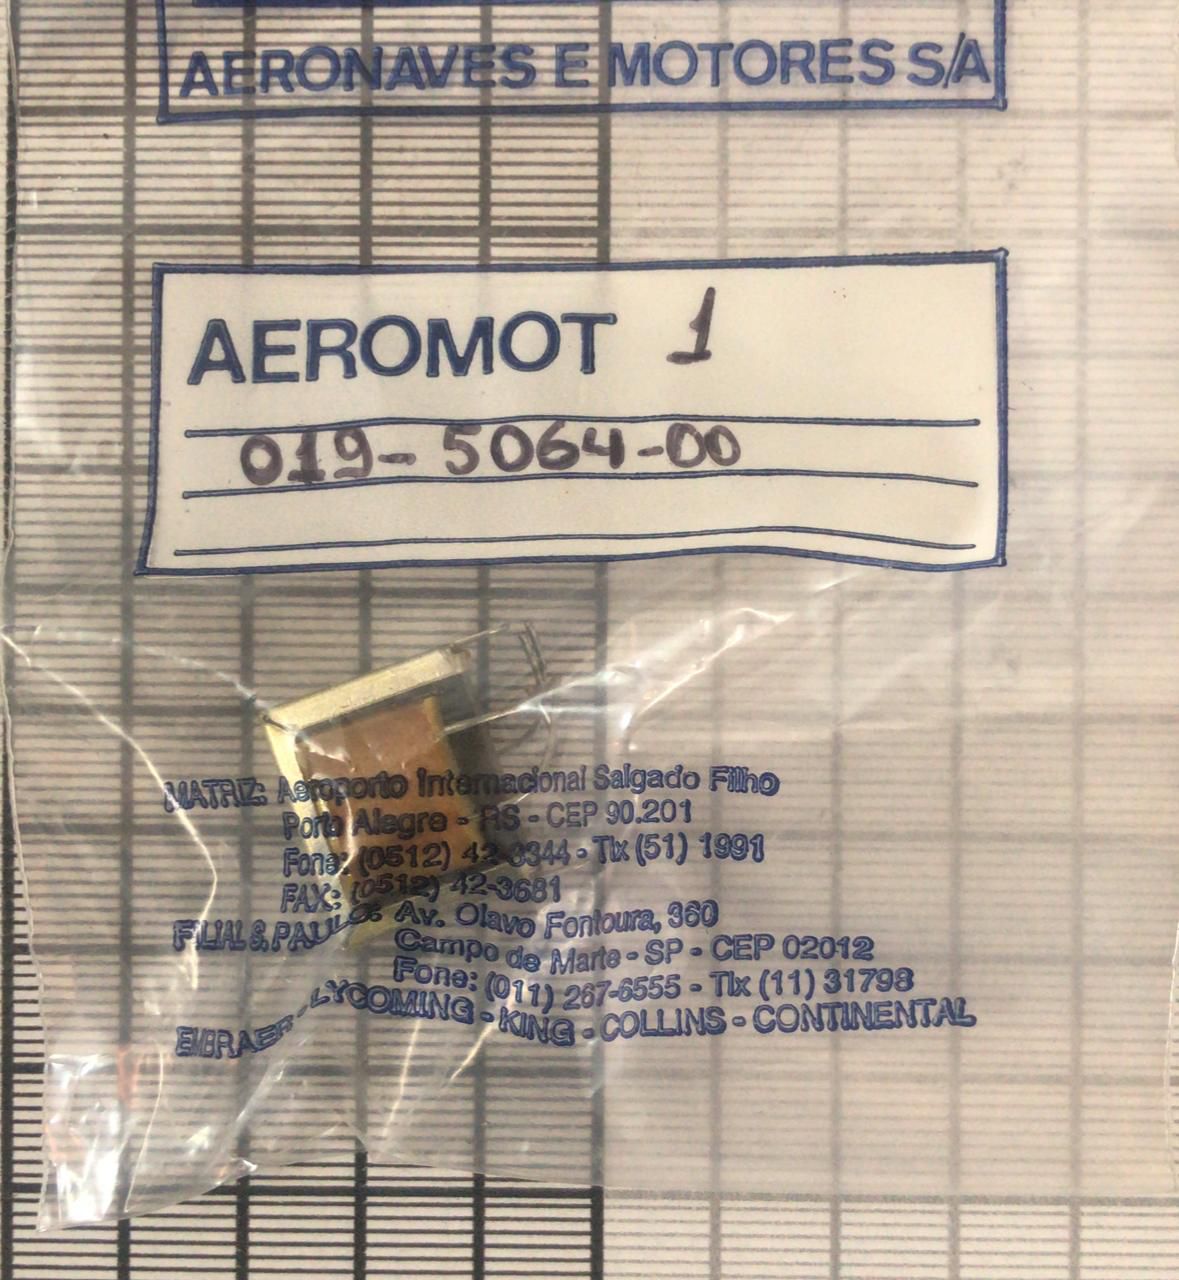 AERONAVES E MOTORES S/A
AEROMOT 1
019-5064-00
MATRIZ: Aeroporto Internacional Salgado Filho
Porto Alegre - RS - CEP 90.201
Fone: (0512) 42-3344 - Tlx (51) 1991
FAX: (0512) 42-3681
FILIAL S. PAULO: Av. Olavo Fontoura, 360
Campo de Marte - SP - CEP 02012
Fone: (011) 267-6555 - Tlx (11) 31798
EMBRAER - LYCOMING - KING - COLLINS - CONTINENTAL